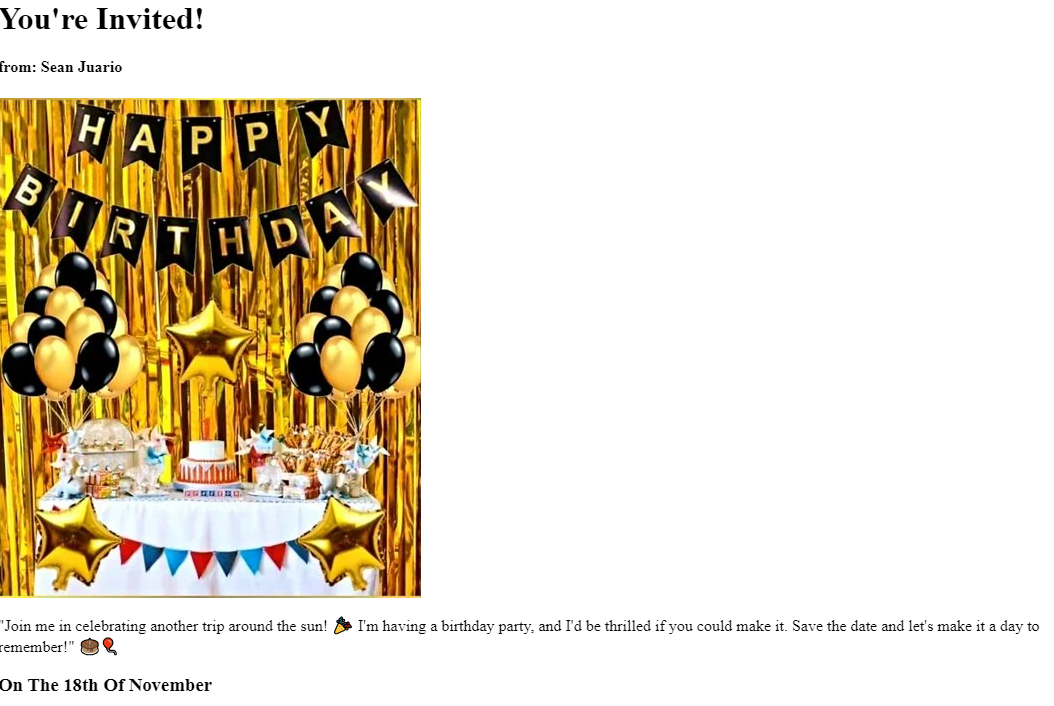 You're Invited!
from: Sean Juario
HAPPY
BIRTHDAY
"Join me in celebrating another trip around the sun! 🎉 I'm having a birthday party, and I'd be thrilled if you could make it. Save the date and let's make it a day to
remember!" 🎂🎈
On The 18th Of November